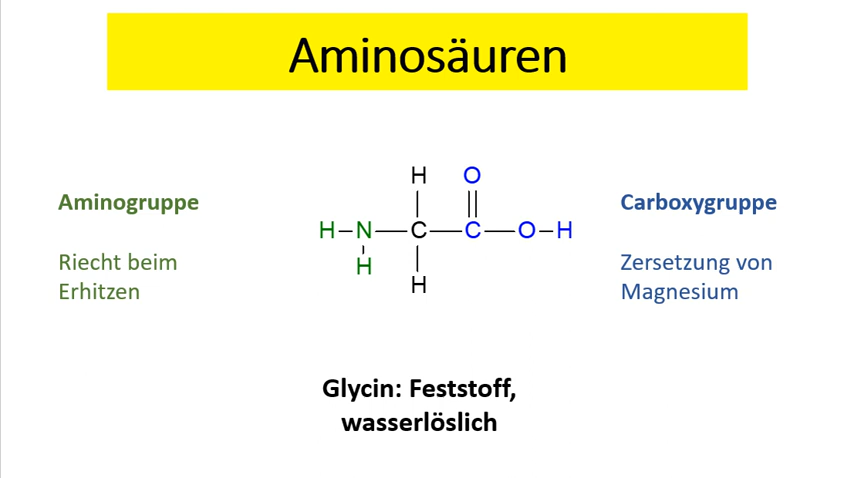 Aminosäuren
Aminogruppe
Riecht beim
Erhitzen
H O
H–N—C—C—O–H
H
H
Carboxygruppe
Zersetzung von
Magnesium
Glycin: Feststoff,
wasserlöslich